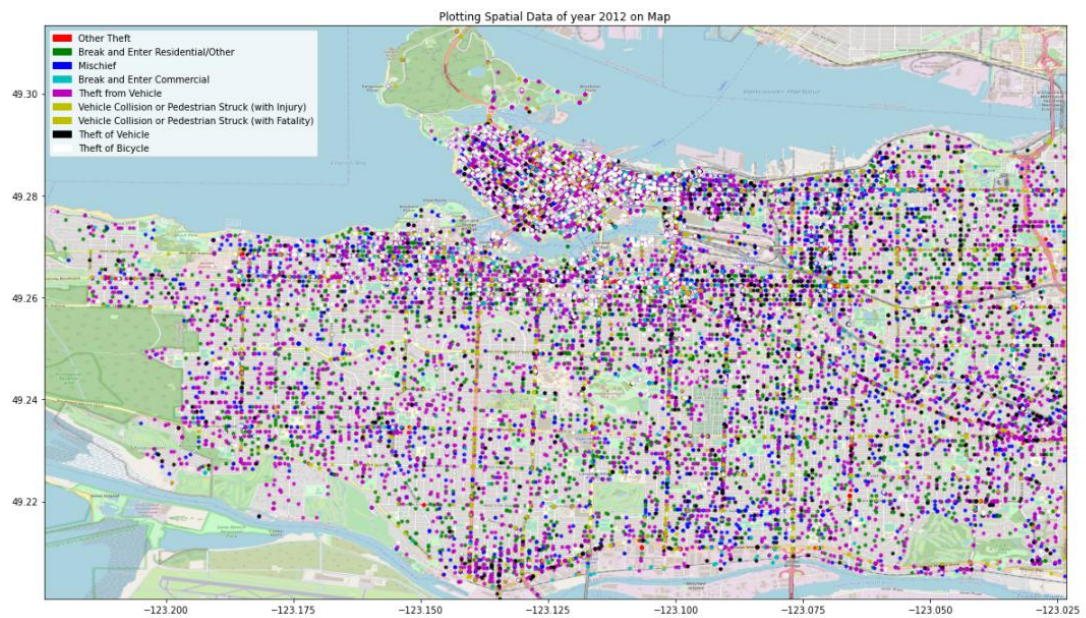 Plotting Spatial Data of year 2012 on Map
Other Theft
Break and Enter Residential/Other
Mischief
Break and Enter Commercial
Theft from Vehicle
Vehicle Collision or Pedestrian Struck (with Injury)
Vehicle Collision or Pedestrian Struck (with Fatality)
Theft of Vehicle
Theft of Bicycle
Vancouver Harbour
49.30
49.28
49.26
49.24
49.22
−123.200
−123.175
−123.150
−123.125
−123.100
−123.075
−123.050
−123.025